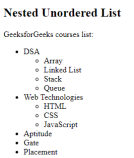 Nested Unordered List
GeeksforGeeks courses list:
DSA
Array
Linked List
Stack
Queue
Web Technologies
HTML
CSS
JavaScript
Aptitude
Gate
Placement